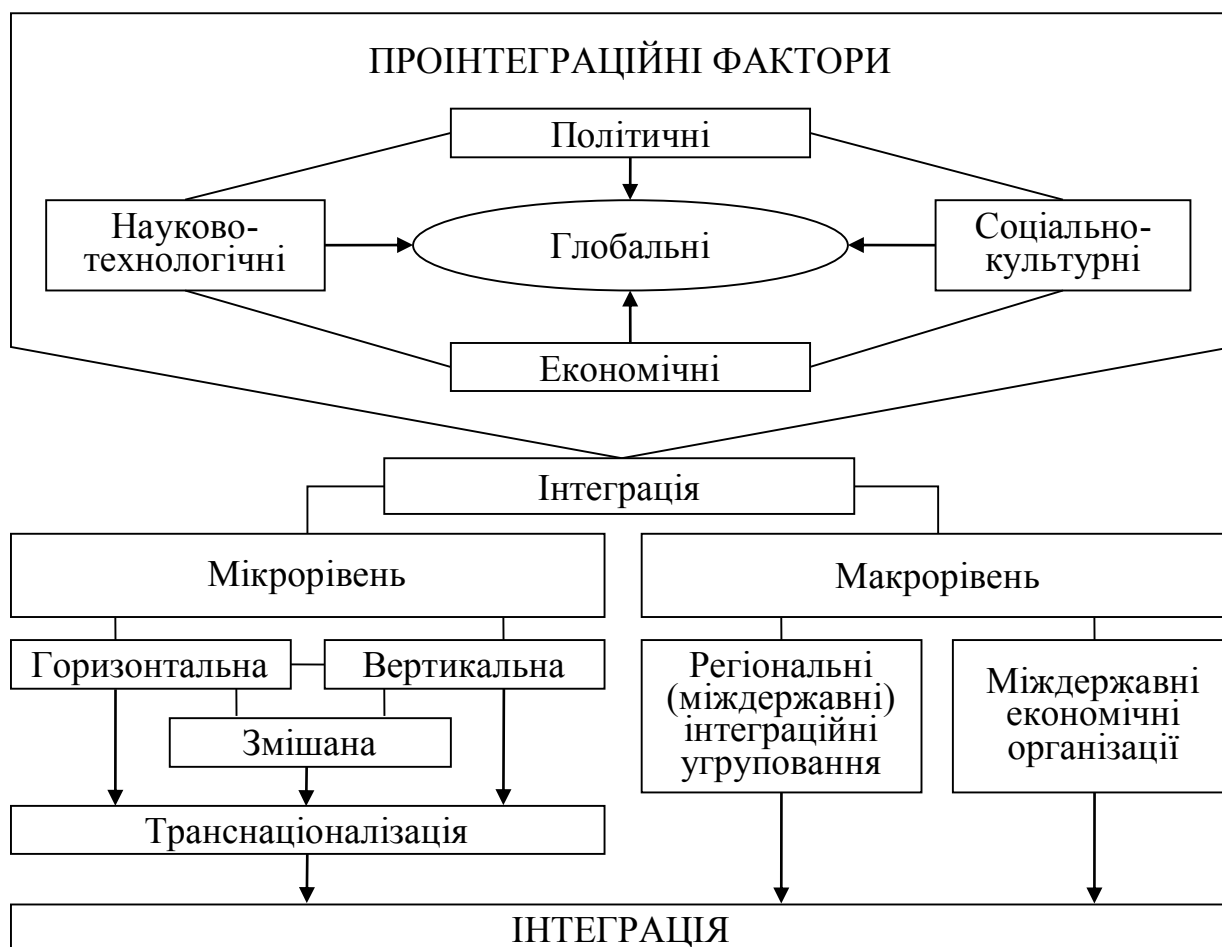 ПРОІНТЕГРАЦІЙНІ ФАКТОРИ
Політичні
Науково-
технологічні
Глобальні
Соціально-
культурні
Економічні
Інтеграція
Мікрорівень
Макрорівень
Горизонтальна
Вертикальна
Змішана
Регіональні
(міждержавні)
інтеграційні
угруповання
Міждержавні
економічні
організації
Транснаціоналізація
ІНТЕГРАЦІЯ